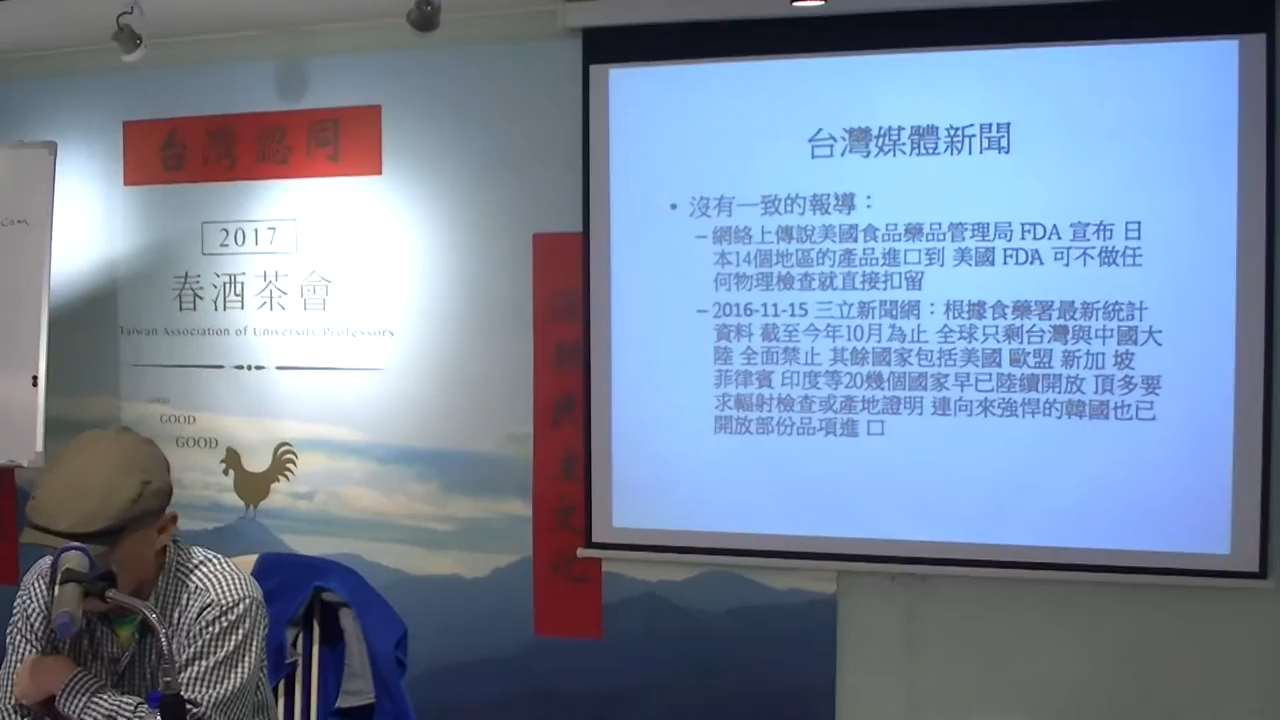 台灣認同
2017
春酒茶會
Taiwan Association of University Professors
GOOD
GOOD
GOOD
com
台灣媒體新聞
• 沒有一致的報導：
– 網絡上傳說美國食品藥品管理局 FDA 宣布 日
本14個地區的產品進口到 美國 FDA 可不做任
何物理檢查就直接扣留
– 2016-11-15 三立新聞網：根據食藥署最新統計
資料 截至今年10月為止 全球只剩台灣與中國大
陸 全面禁止 其餘國家包括美國 歐盟 新加 坡
菲律賓 印度等20幾個國家早已陸續開放 頂多要
求輻射檢查或產地證明 連向來強悍的韓國也已
開放部份品項進 口